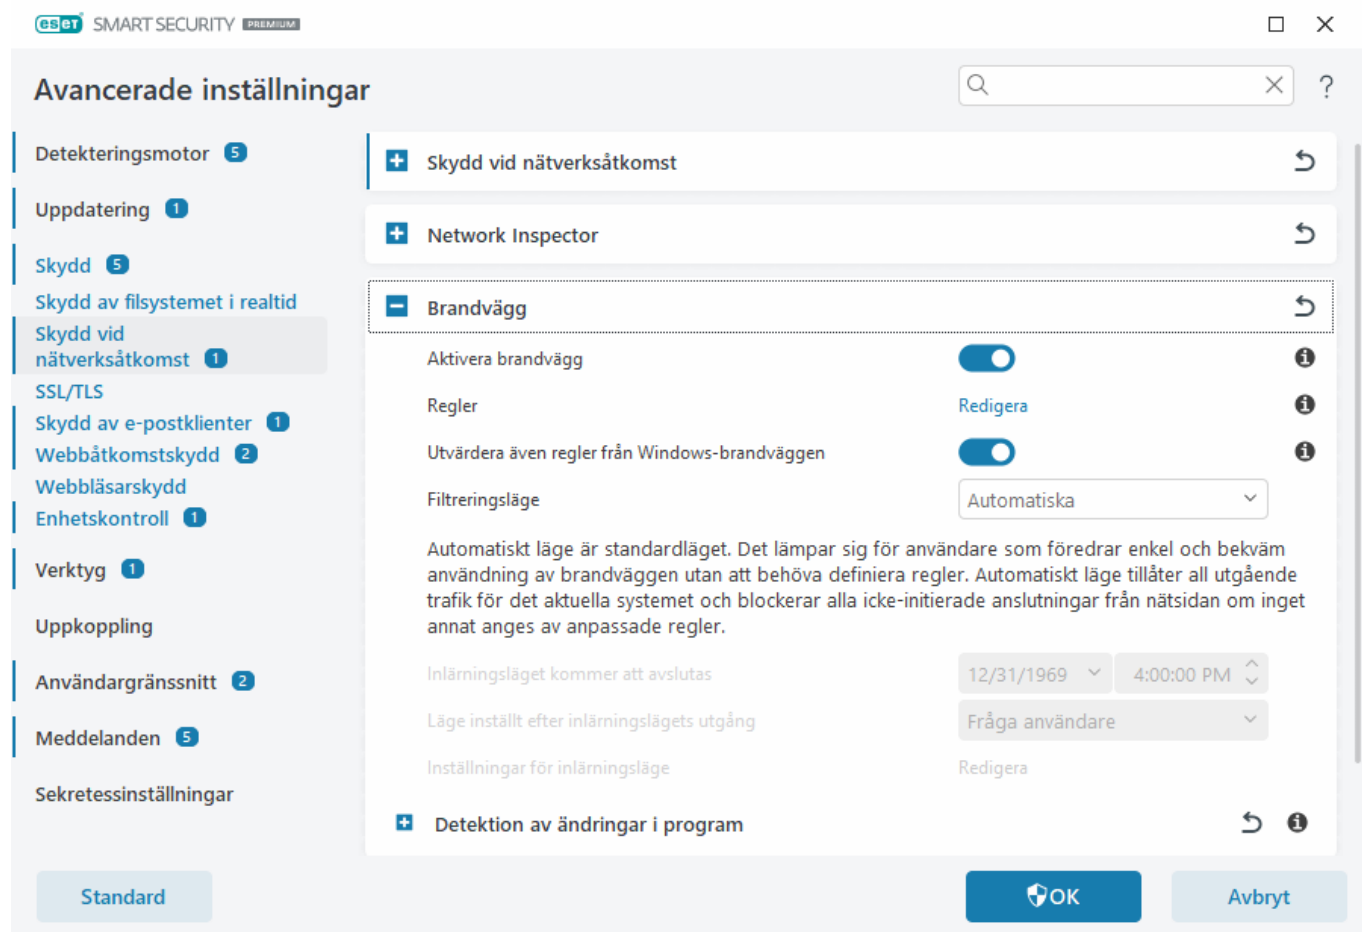 eset SMART SECURITY PREMIUM
Avancerade inställningar
?
Detekteringsmotor 5
Uppdatering 1
Skydd 5
Skydd av filsystemet i realtid
Skydd vid
nätverksåtkomst 1
SSL/TLS
Skydd av e-postklienter 1
Webbåtkomstskydd 2
Webbläsarskydd
Enhetskontroll 1
Verktyg 1
Uppkoppling
Användargränssnitt 2
Meddelanden 5
Sekretessinställningar
Skydd vid nätverksåtkomst
Network Inspector
Brandvägg
Aktivera brandvägg
Regler Redigera
Utvärdera även regler från Windows-brandväggen
Filtreringsläge Automatiska
Automatiskt läge är standardläget. Det lämpar sig för användare som föredrar enkel och bekväm
användning av brandväggen utan att behöva definiera regler. Automatiskt läge tillåter all utgående
trafik för det aktuella systemet och blockerar alla icke-initierade anslutningar från nätsidan om inget
annat anges av anpassade regler.
Inlärningsläget kommer att avslutas 12/31/1969 4:00:00 PM
Läge inställt efter inlärningslägets utgång Fråga användare
Inställningar för inlärningsläge Redigera
Detektion av ändringar i program
Standard OK Avbryt